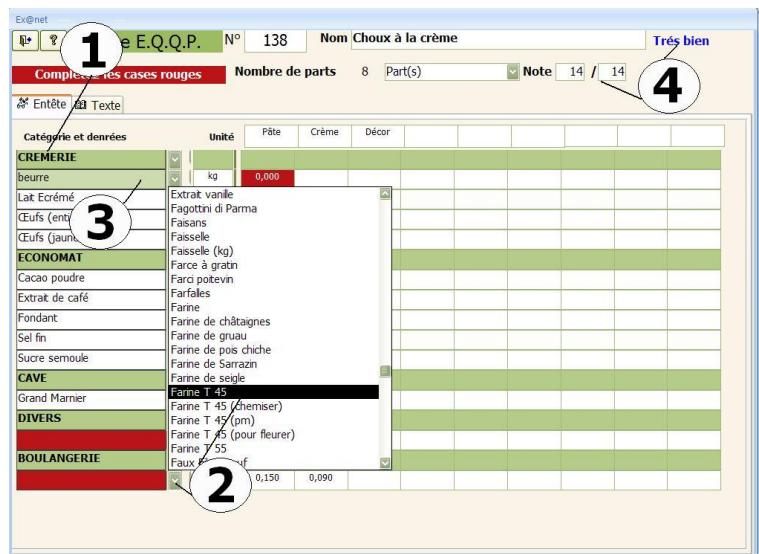 Ex@net
? e E.Q.Q.P. N° 138 Nom Choux à la crème Trés bien
1
Complétez les cases rouges Nombre de parts 8 Part(s) Note 14 / 14
4
Entête Texte
Catégorie et denrées Unité Pâte Crème Décor
CREMERIE
beurre kg 0,000
3
Lait Ecrémé
Œufs (enti
Œufs (jaun
ECONOMAT
Cacao poudre
Extrait de café
Fondant
Sel fin
Sucre semoule
CAVE
Grand Marnier
DIVERS
BOULANGERIE
0,150 0,090
Extrait vanille
Fagottini di Parma
Faisans
Faisselle
Faisselle (kg)
Farce à gratin
Farci poitevin
Farfalles
Farine
Farine de châtaignes
Farine de gruau
Farine de pois chiche
Farine de Sarrazin
Farine de seigle
Farine T 45
Farine T 45 (chemiser)
Farine T 45 (pm)
Farine T 45 (pour fleurer)
Farine T 55
Faux
2